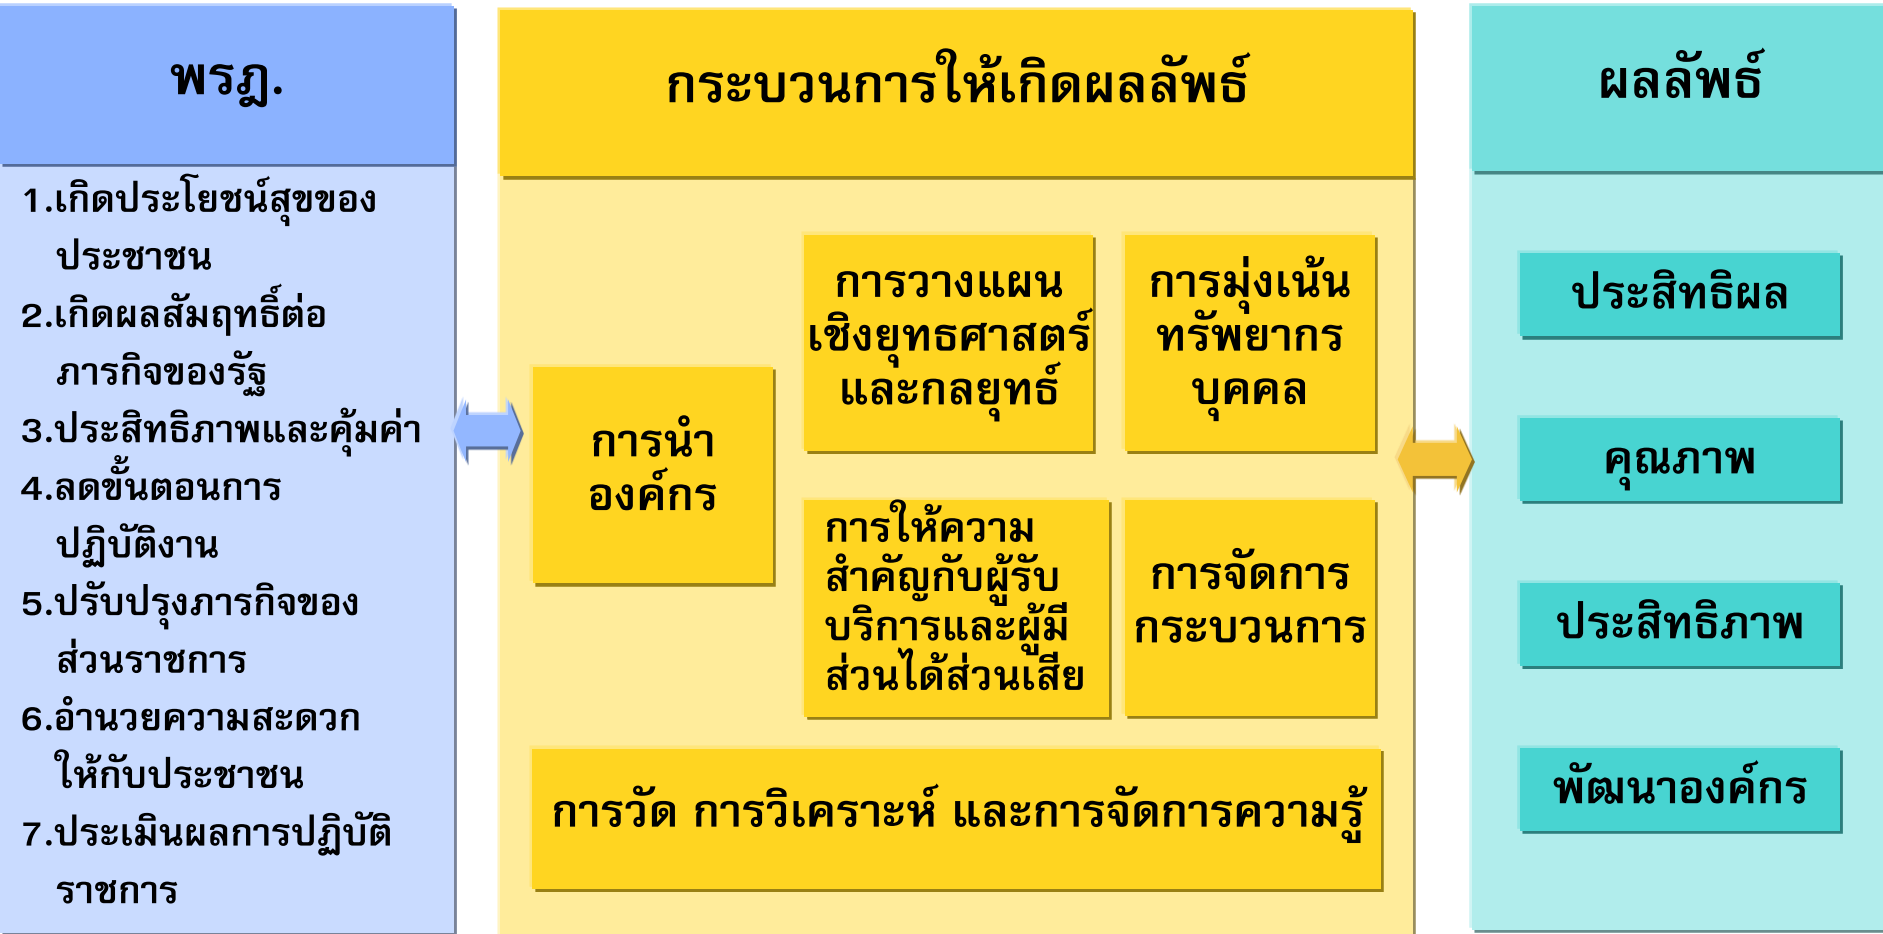 พรฎ.
1.เกิดประโยชน์สุขของ
ประชาชน
2.เกิดผลสัมฤทธิ์ต่อ
ภารกิจของรัฐ
3.ประสิทธิภาพและคุ้มค่า
4.ลดขั้นตอนการ
ปฏิบัติงาน
5.ปรับปรุงภารกิจของ
ส่วนราชการ
6.อำนวยความสะดวก
ให้กับประชาชน
7.ประเมินผลการปฏิบัติ
ราชการ
กระบวนการให้เกิดผลลัพธ์
การนำ
องค์กร
การวางแผน
เชิงยุทธศาสตร์
และกลยุทธ์
การมุ่งเน้น
ทรัพยากร
บุคคล
การให้ความ
สำคัญกับผู้รับ
บริการและผู้มี
ส่วนได้ส่วนเสีย
การจัดการ
กระบวนการ
การวัด การวิเคราะห์ และการจัดการความรู้
ผลลัพธ์
ประสิทธิผล
คุณภาพ
ประสิทธิภาพ
พัฒนาองค์กร